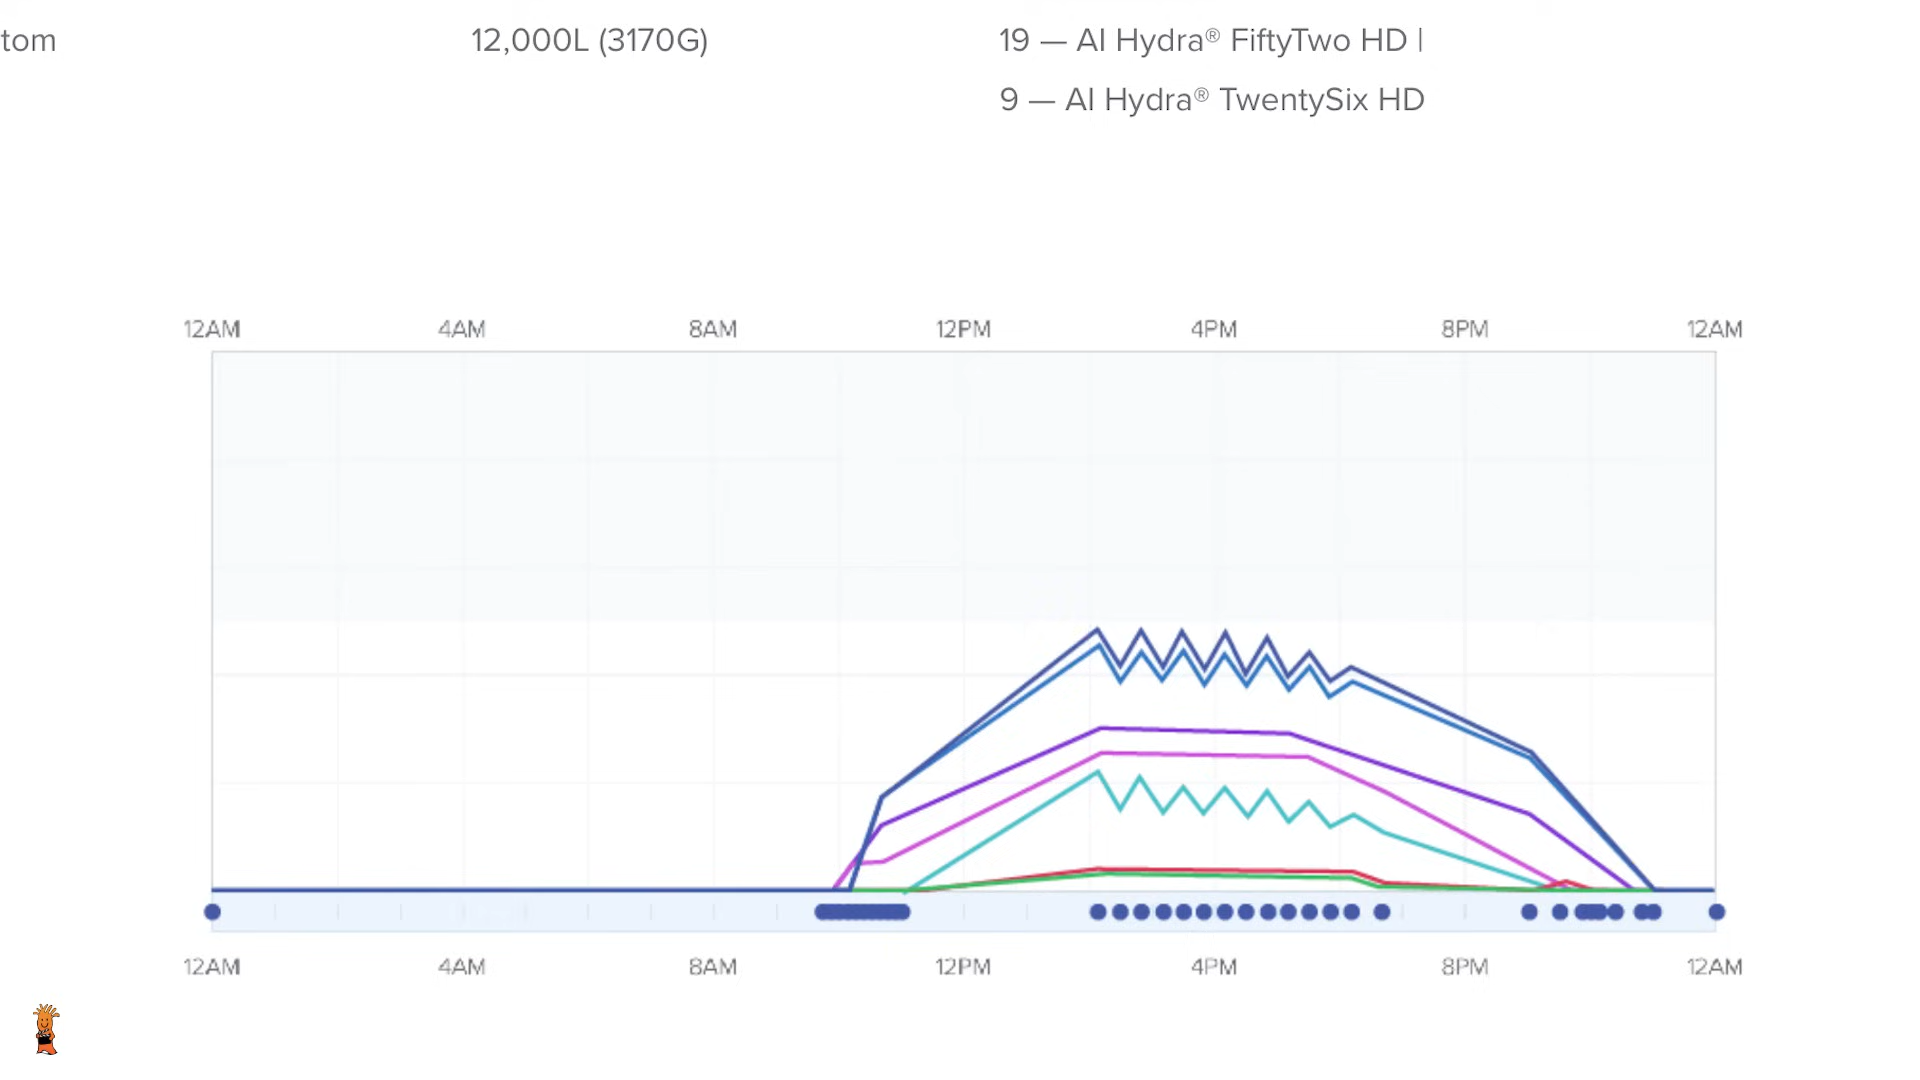 tom
12,000L (3170G)
19 — AI Hydra® FiftyTwo HD |
9 — AI Hydra® TwentySix HD
12AM 4AM 8AM 12PM 4PM 8PM 12AM
12AM 4AM 8AM 12PM 4PM 8PM 12AM